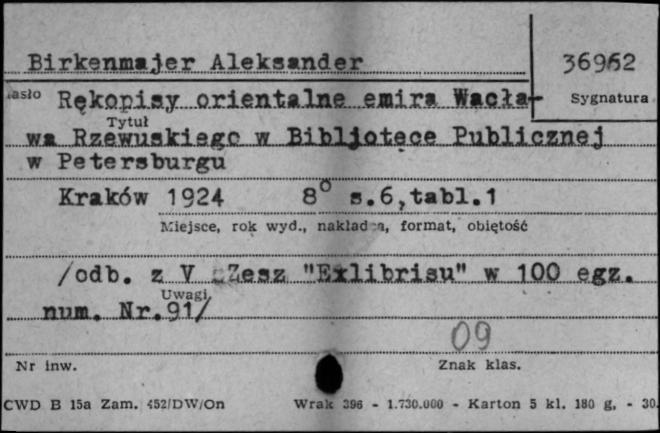 Birkenmajer Aleksander
36962
Hasło
Rękopisy orientalne emira Wacła-
Sygnatura
Tytuł
wa Rzewuskiego w Bibljotece Publicznej
w Petersburgu
Kraków 1924 8° s.6,tabl.1
Miejsce, rok wyd., nakładca, format, objętość
/odb. z V Zesz "Exlibrisu" w 100 egz.
Uwagi
num. Nr.91/
09
Nr inw.
Znak klas.
CWD B 15a Zam. 452/DW/On Wrak 396 - 1.730.000 - Karton 5 kl. 180 g. - 30.